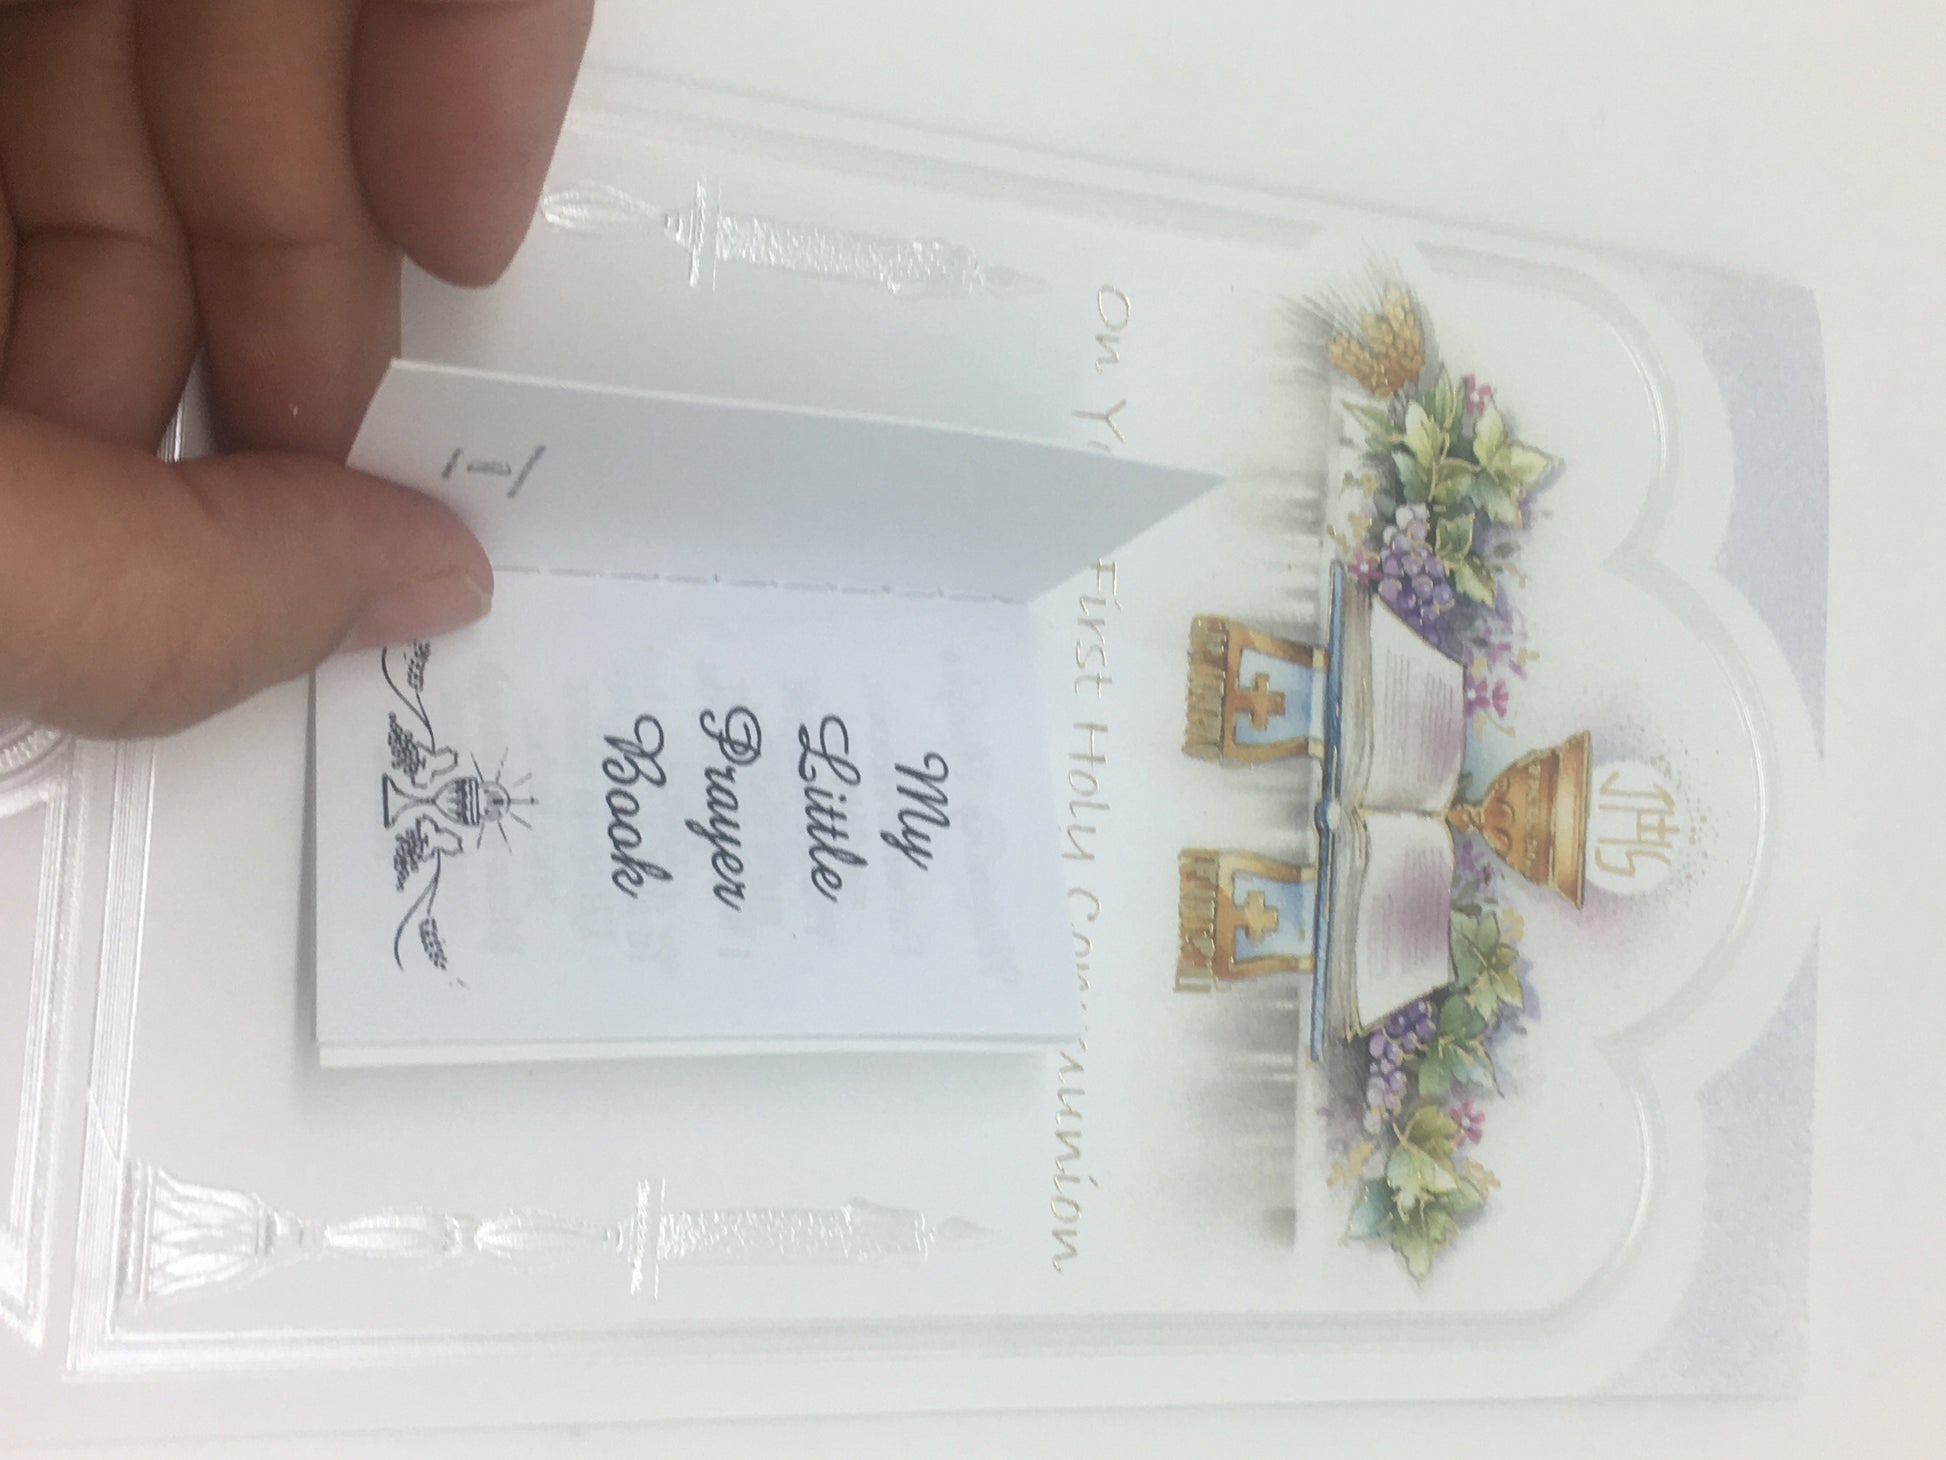 IHS
On Y
First Holy Communion
My
Little
Prayer
Book